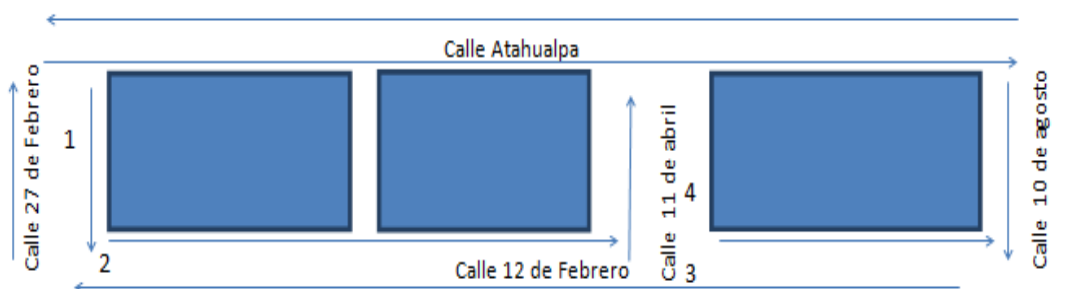 Calle Atahualpa
Calle 27 de Febrero
1
2
Calle 12 de Febrero
Calle 11 de abril
4
3
Calle 10 de agosto